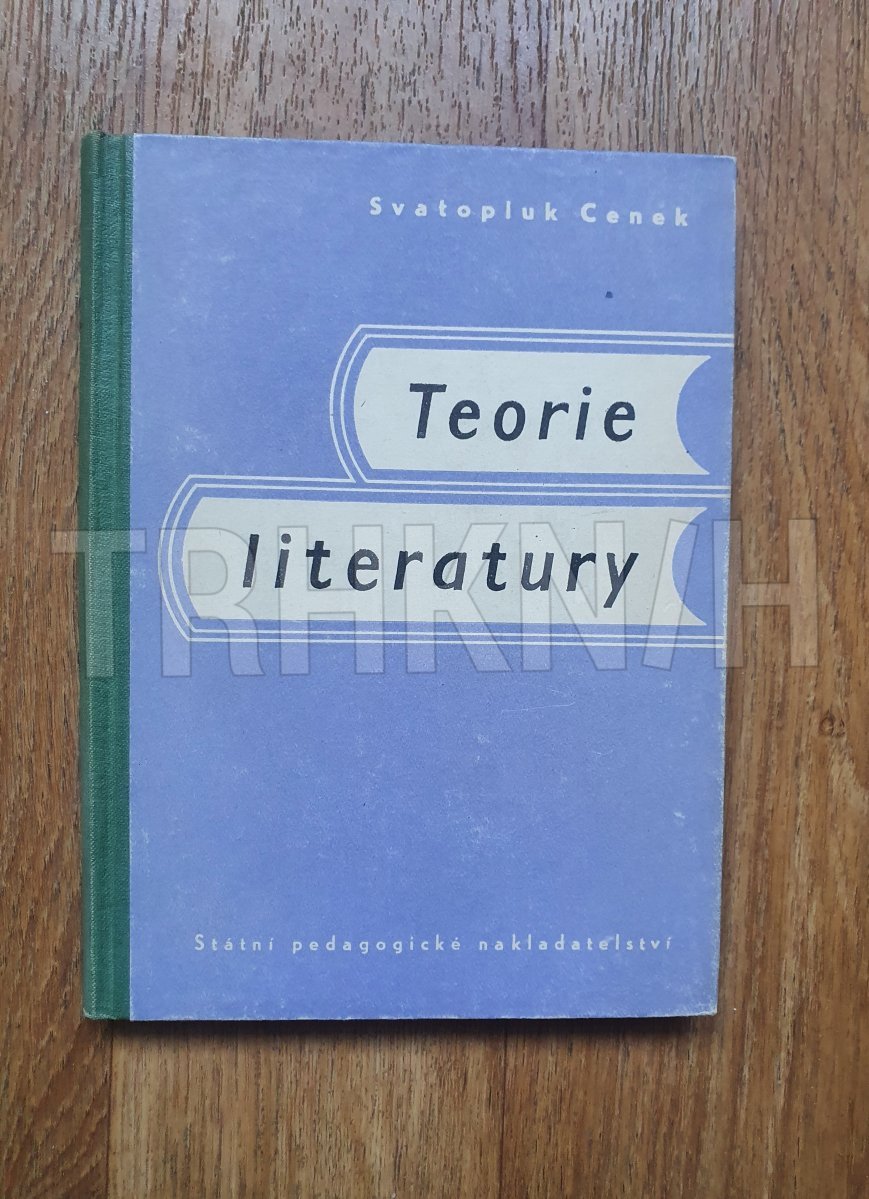 Svatopluk Cenek
Teorie
literatury
TRHKNIH
Státní pedagogické nakladatelství